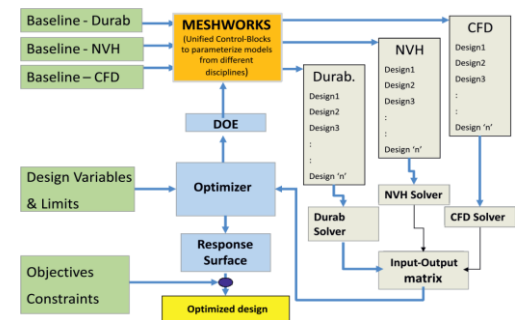 Baseline - Durab
Baseline - NVH
Baseline – CFD
MESHWORKS
(Unified Control-Blocks
to parameterize models
from different
disciplines)
Durab.
Design1
Design2
Design3
:
:
Design 'n'
NVH
Design1
Design2
Design3
:
:
Design 'n'
CFD
Design1
Design2
Design3
:
:
Design 'n'
DOE
Design Variables
& Limits
Optimizer
Durab
Solver
NVH Solver
CFD Solver
Response
Surface
Input-Output
matrix
Objectives
Constraints
Optimized design